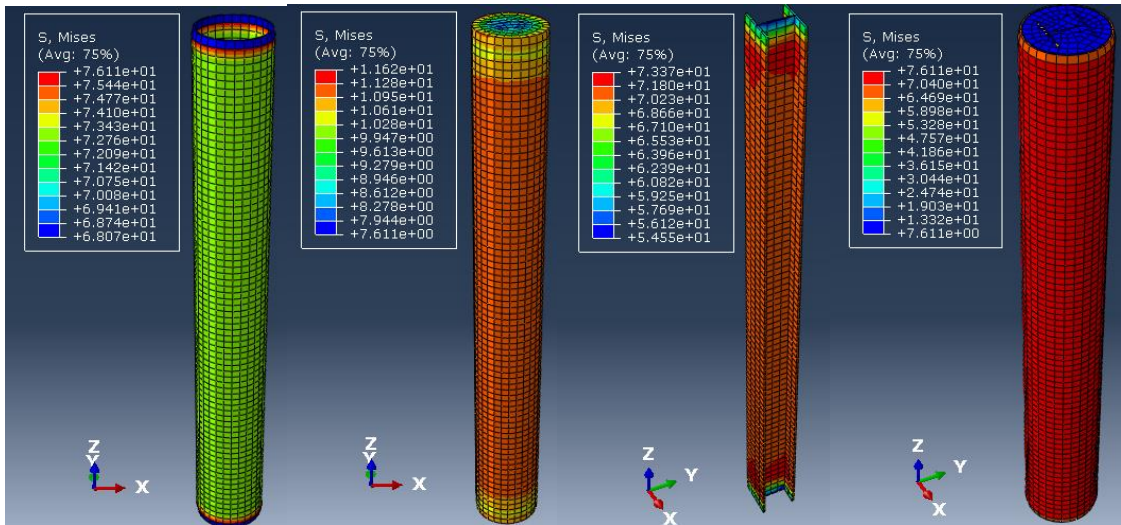 S, Mises
(Avg: 75%)
+7.611e+01
+7.544e+01
+7.477e+01
+7.410e+01
+7.343e+01
+7.276e+01
+7.209e+01
+7.142e+01
+7.075e+01
+7.008e+01
+6.941e+01
+6.874e+01
+6.807e+01
Z
Y
X
S, Mises
(Avg: 75%)
+1.162e+01
+1.128e+01
+1.095e+01
+1.061e+01
+1.028e+01
+9.947e+00
+9.613e+00
+9.279e+00
+8.946e+00
+8.612e+00
+8.278e+00
+7.944e+00
+7.611e+00
Z
Y
X
S, Mises
(Avg: 75%)
+7.337e+01
+7.180e+01
+7.023e+01
+6.866e+01
+6.710e+01
+6.553e+01
+6.396e+01
+6.239e+01
+6.082e+01
+5.925e+01
+5.769e+01
+5.612e+01
+5.455e+01
Z
Y
X
S, Mises
(Avg: 75%)
+7.611e+01
+7.040e+01
+6.469e+01
+5.898e+01
+5.328e+01
+4.757e+01
+4.186e+01
+3.615e+01
+3.044e+01
+2.474e+01
+1.903e+01
+1.332e+01
+7.611e+00
Z
Y
X